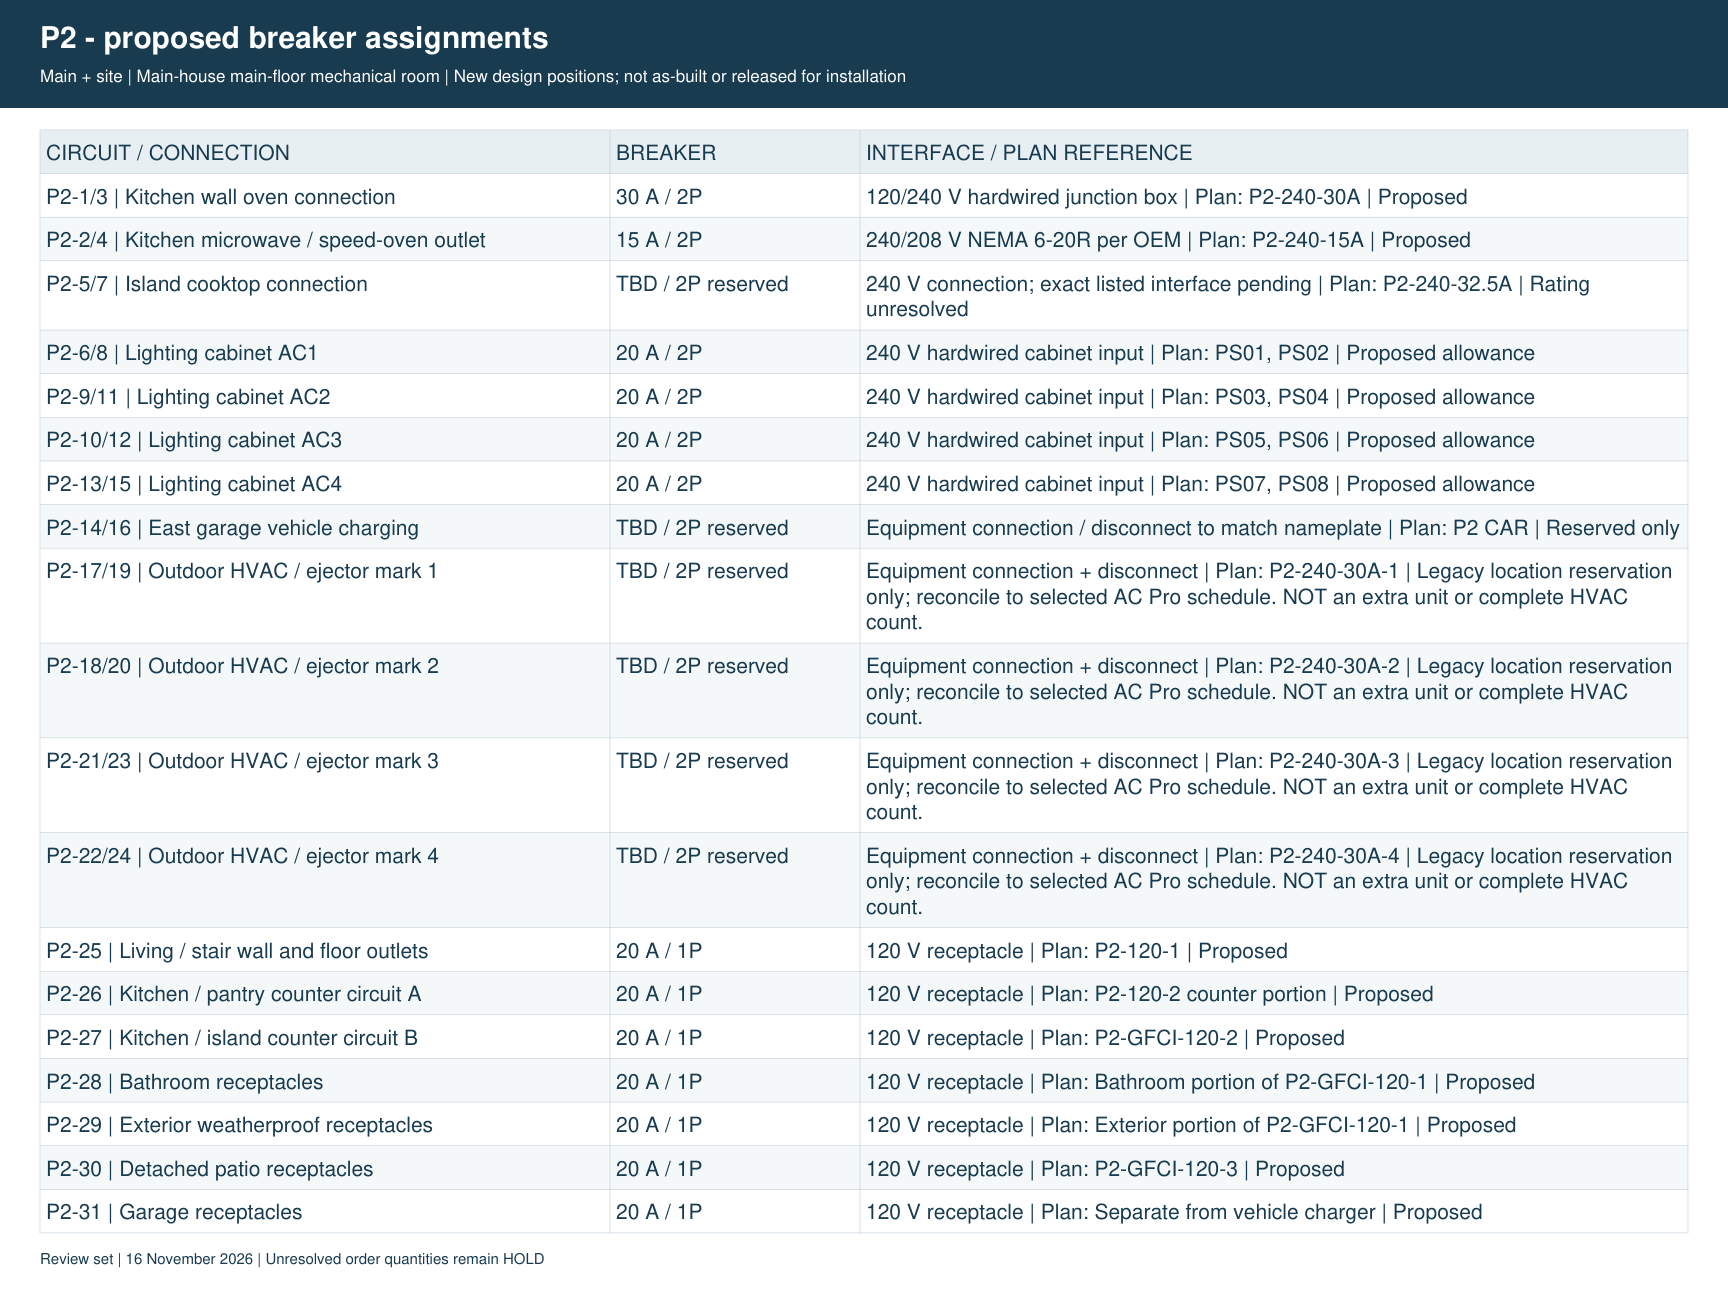 P2 - proposed breaker assignments
Main + site | Main-house main-floor mechanical room | New design positions; not as-built or released for installation
CIRCUIT / CONNECTION BREAKER INTERFACE / PLAN REFERENCE
P2-1/3 | Kitchen wall oven connection 30 A / 2P 120/240 V hardwired junction box | Plan: P2-240-30A | Proposed
P2-2/4 | Kitchen microwave / speed-oven outlet 15 A / 2P 240/208 V NEMA 6-20R per OEM | Plan: P2-240-15A | Proposed
P2-5/7 | Island cooktop connection TBD / 2P reserved 240 V connection; exact listed interface pending | Plan: P2-240-32.5A | Rating
unresolved
P2-6/8 | Lighting cabinet AC1 20 A / 2P 240 V hardwired cabinet input | Plan: PS01, PS02 | Proposed allowance
P2-9/11 | Lighting cabinet AC2 20 A / 2P 240 V hardwired cabinet input | Plan: PS03, PS04 | Proposed allowance
P2-10/12 | Lighting cabinet AC3 20 A / 2P 240 V hardwired cabinet input | Plan: PS05, PS06 | Proposed allowance
P2-13/15 | Lighting cabinet AC4 20 A / 2P 240 V hardwired cabinet input | Plan: PS07, PS08 | Proposed allowance
P2-14/16 | East garage vehicle charging TBD / 2P reserved Equipment connection / disconnect to match nameplate | Plan: P2 CAR | Reserved only
P2-17/19 | Outdoor HVAC / ejector mark 1 TBD / 2P reserved Equipment connection + disconnect | Plan: P2-240-30A-1 | Legacy location reservation
only; reconcile to selected AC Pro schedule. NOT an extra unit or complete HVAC
count.
P2-18/20 | Outdoor HVAC / ejector mark 2 TBD / 2P reserved Equipment connection + disconnect | Plan: P2-240-30A-2 | Legacy location reservation
only; reconcile to selected AC Pro schedule. NOT an extra unit or complete HVAC
count.
P2-21/23 | Outdoor HVAC / ejector mark 3 TBD / 2P reserved Equipment connection + disconnect | Plan: P2-240-30A-3 | Legacy location reservation
only; reconcile to selected AC Pro schedule. NOT an extra unit or complete HVAC
count.
P2-22/24 | Outdoor HVAC / ejector mark 4 TBD / 2P reserved Equipment connection + disconnect | Plan: P2-240-30A-4 | Legacy location reservation
only; reconcile to selected AC Pro schedule. NOT an extra unit or complete HVAC
count.
P2-25 | Living / stair wall and floor outlets 20 A / 1P 120 V receptacle | Plan: P2-120-1 | Proposed
P2-26 | Kitchen / pantry counter circuit A 20 A / 1P 120 V receptacle | Plan: P2-120-2 counter portion | Proposed
P2-27 | Kitchen / island counter circuit B 20 A / 1P 120 V receptacle | Plan: P2-GFCI-120-2 | Proposed
P2-28 | Bathroom receptacles 20 A / 1P 120 V receptacle | Plan: Bathroom portion of P2-GFCI-120-1 | Proposed
P2-29 | Exterior weatherproof receptacles 20 A / 1P 120 V receptacle | Plan: Exterior portion of P2-GFCI-120-1 | Proposed
P2-30 | Detached patio receptacles 20 A / 1P 120 V receptacle | Plan: P2-GFCI-120-3 | Proposed
P2-31 | Garage receptacles 20 A / 1P 120 V receptacle | Plan: Separate from vehicle charger | Proposed
Review set | 16 November 2026 | Unresolved order quantities remain HOLD